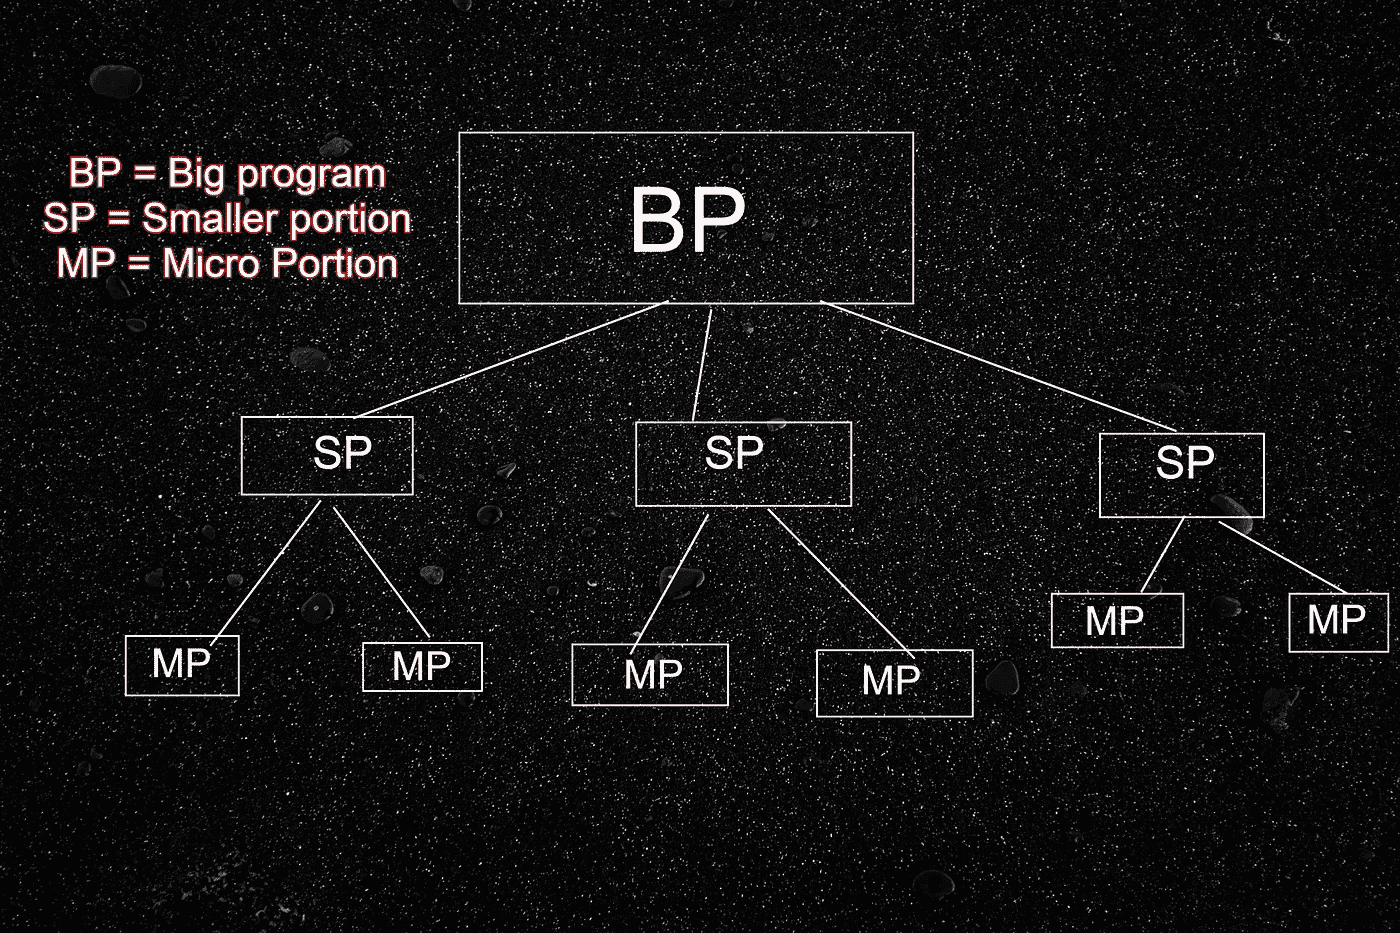 BP = Big program
SP = Smaller portion
MP = Micro Portion
BP
SP
SP
SP
MP
MP
MP
MP
MP
MP